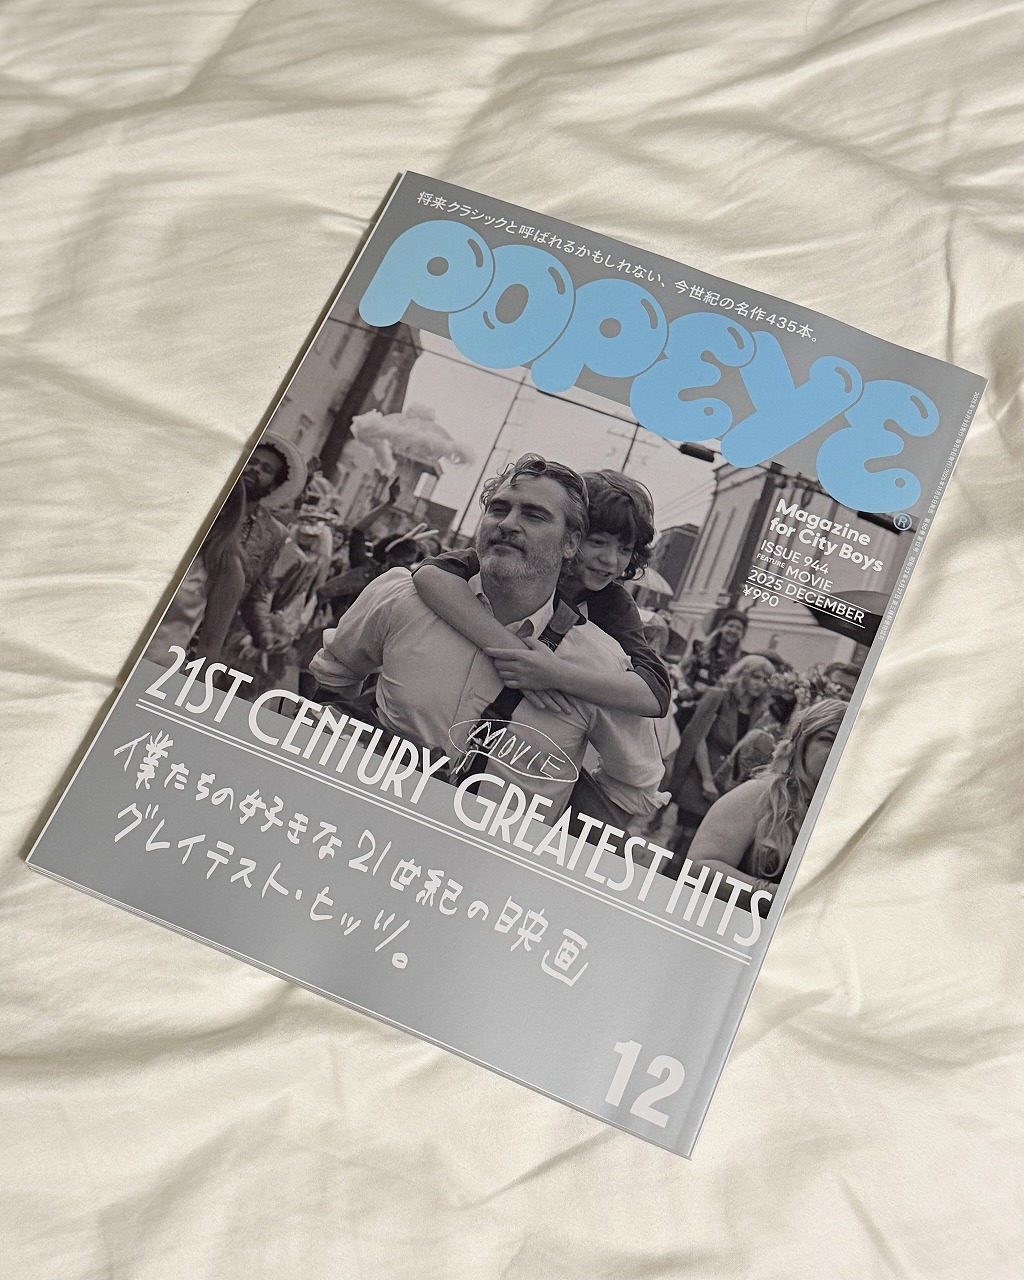 将来クラシックと呼ばれるかもしれない、今世紀の名作435本。
POPEYE
®
Magazine
for City Boys
ISSUE 944
FEATURE MOVIE
2025 DECEMBER
¥990
21ST CENTURY MOVIE GREATEST HITS
僕たちの好きな21世紀の映画
グレイテスト・ヒッツ。
12